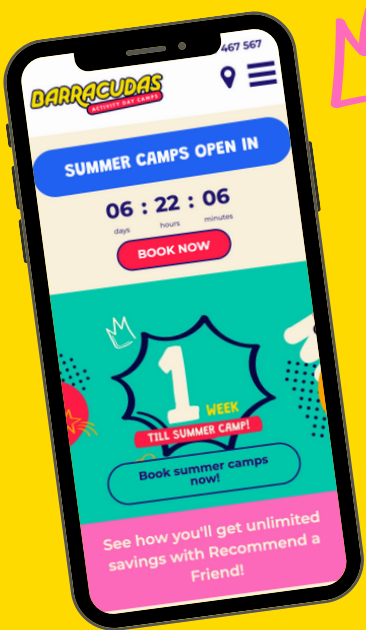 467 567
BARRACUDAS
ACTIVITY DAY CAMPS
SUMMER CAMPS OPEN IN
06 : 22 : 06
days hours minutes
BOOK NOW
1
WEEK
TILL SUMMER CAMP!
Book summer camps
now!
See how you'll get unlimited
savings with Recommend a
Friend!